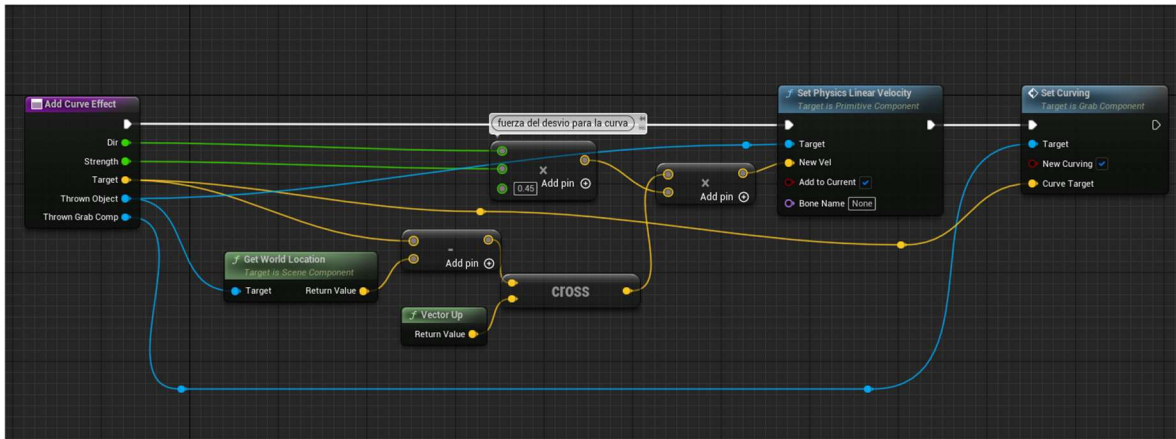 Add Curve Effect
Dir
Strength
Target
Thrown Object
Thrown Grab Comp
f Get World Location
Target is Scene Component
Target
Return Value
fuerza del desvio para la curva
×
0.45
Add pin
-
Add pin
f Vector Up
Return Value
cross
×
Add pin
f Set Physics Linear Velocity
Target is Primitive Component
Target
New Vel
Add to Current
Bone Name None
Set Curving
Target is Grab Component
Target
New Curving
Curve Target